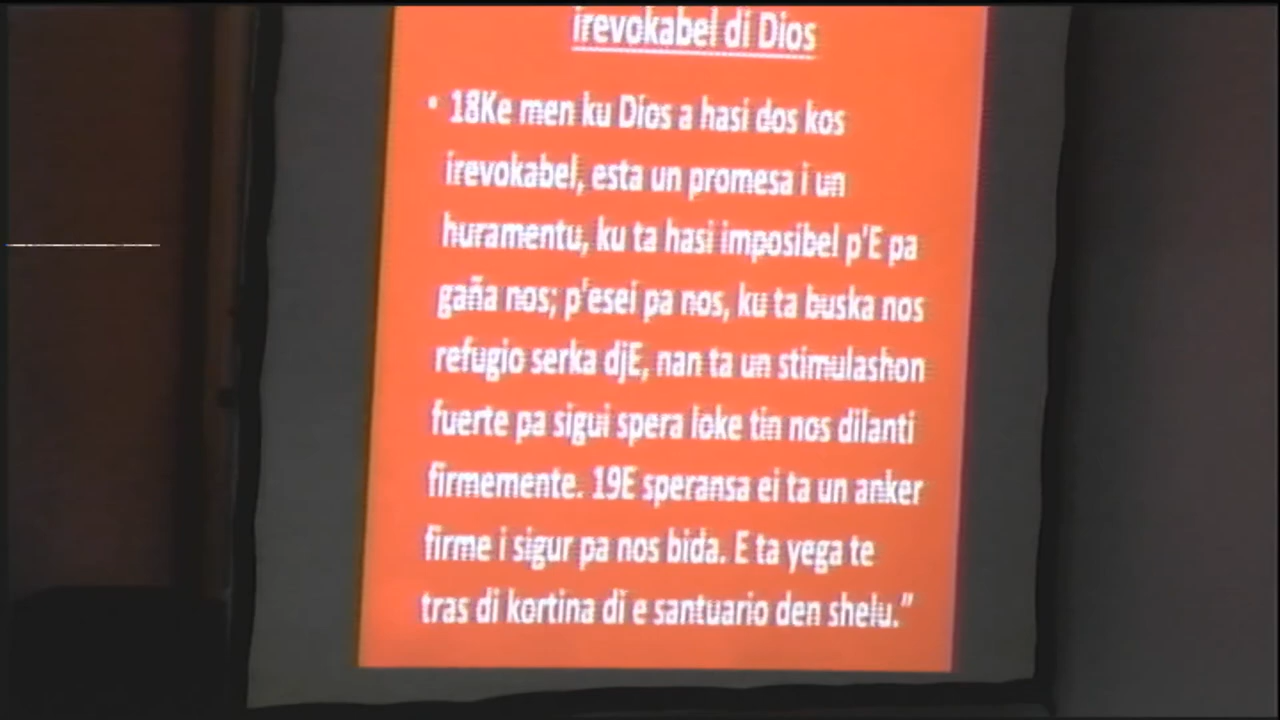 irevokabel di Dios
• 18Ke men ku Dios a hasi dos kos
irevokabel, esta un promesa i un
huramentu, ku ta hasi imposibel p'E pa
gaña nos; p'esei pa nos, ku ta buska nos
refugio serka djE, nan ta un stimulashon
fuerte pa sigui spera loke tin nos dilanti
firmemente. 19E speransa ei ta un anker
firme i sigur pa nos bida. E ta yega te
tras di kortina di e santuario den shelu.”